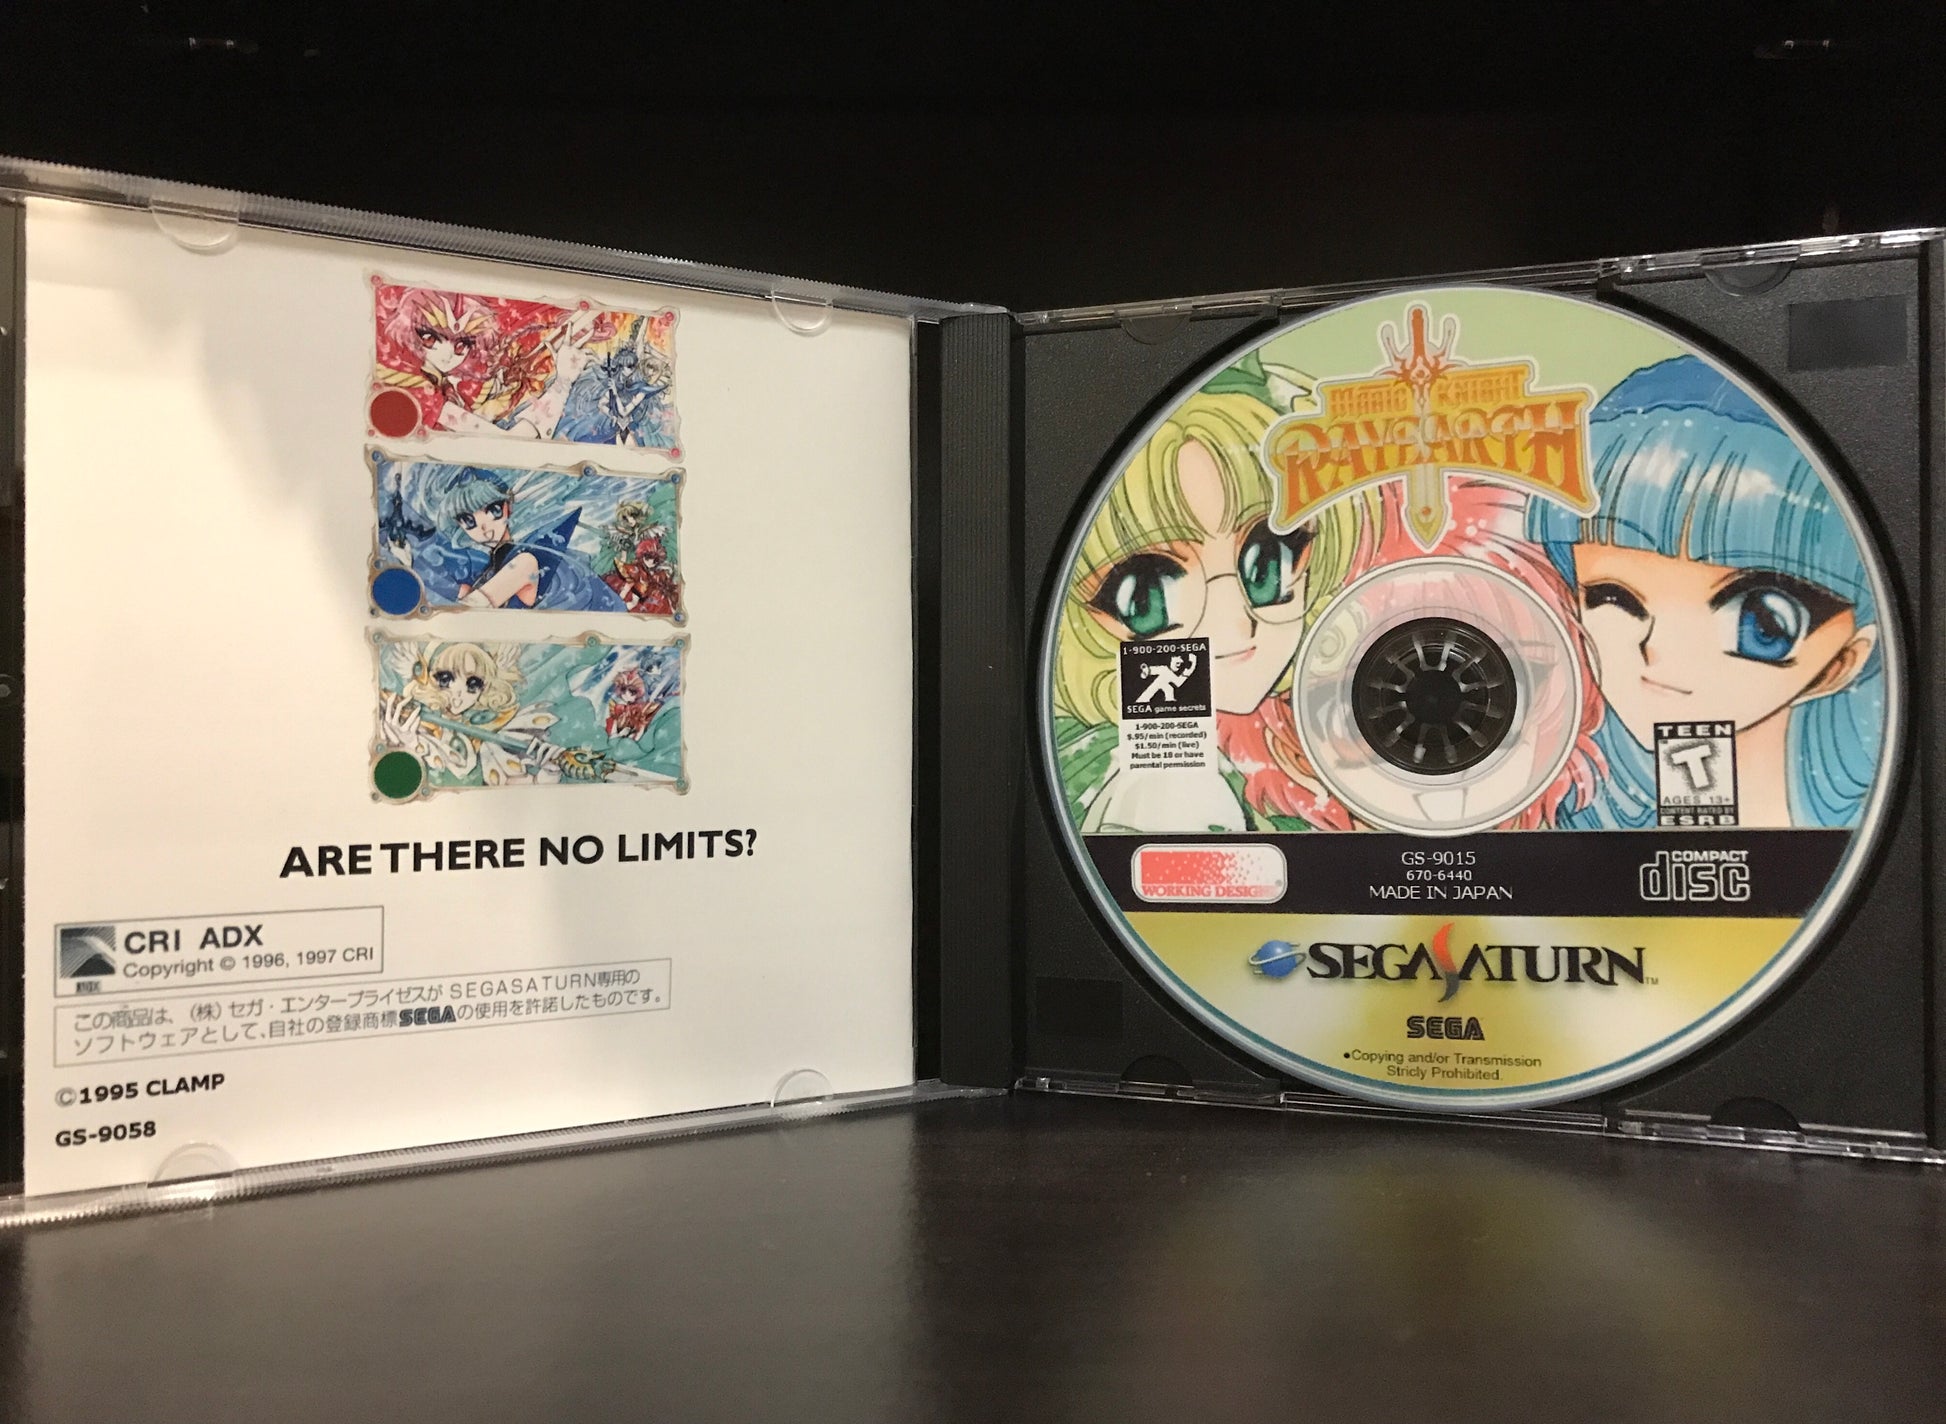 ARE THERE NO LIMITS?
CRI ADX
Copyright © 1996, 1997 CRI
この商品は、（株）セガ・エンタープライゼスが SEGASATURN専用の
ソフトウェアとして、自社の登録商標SEGAの使用を許諾したものです。
©1995 CLAMP
GS-9058
MAGIC KNIGHT
RAYEARTH
1-900-200-SEGA
SEGA game secrets
1-900-200-SEGA
$.95/min (recorded)
$1.50/min (live)
Must be 18 or have
parental permission
TEEN
T
AGES 13+
CONTENT RATED BY
ESRB
WORKING DESIGNS
GS-9015
670-6440
MADE IN JAPAN
COMPACT
disc
SEGA SATURN™
SEGA
•Copying and/or Transmission
Stricly Prohibited.